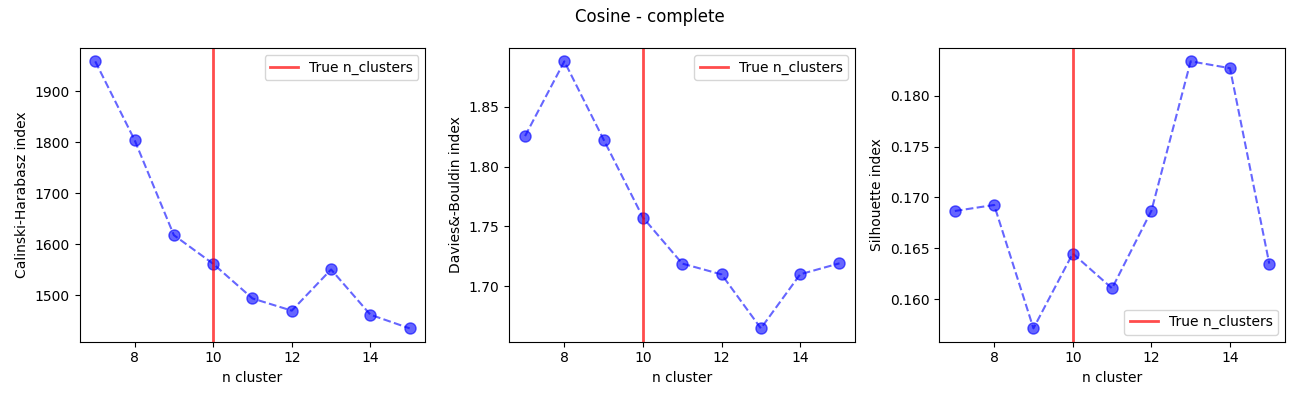 Cosine - complete
Calinski-Harabasz index
1900
1800
1700
1600
1500
8
10
12
14
n cluster
True n_clusters
Davies&-Bouldin index
1.85
1.80
1.75
1.70
8
10
12
14
n cluster
True n_clusters
Silhouette index
0.180
0.175
0.170
0.165
0.160
8
10
12
14
n cluster
True n_clusters